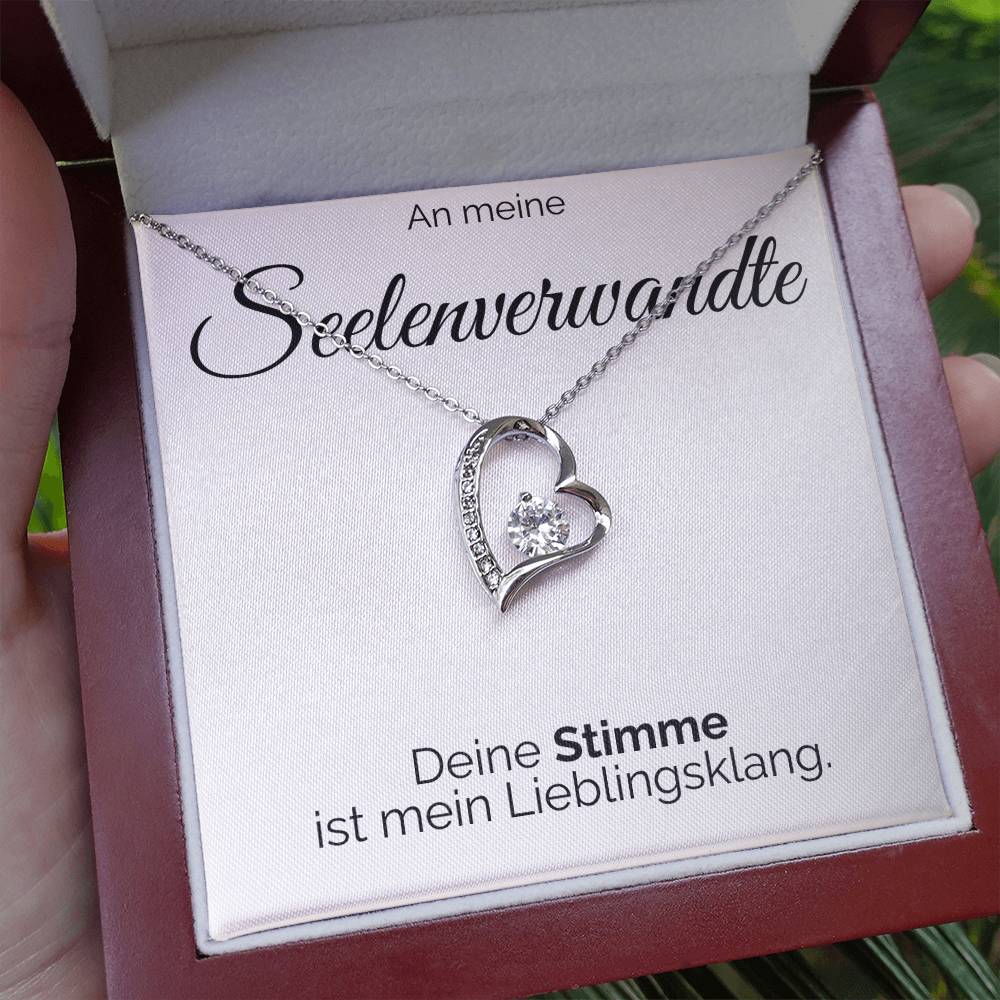 An meine
Seelenverwandte
Deine Stimme
ist mein Lieblingsklang.